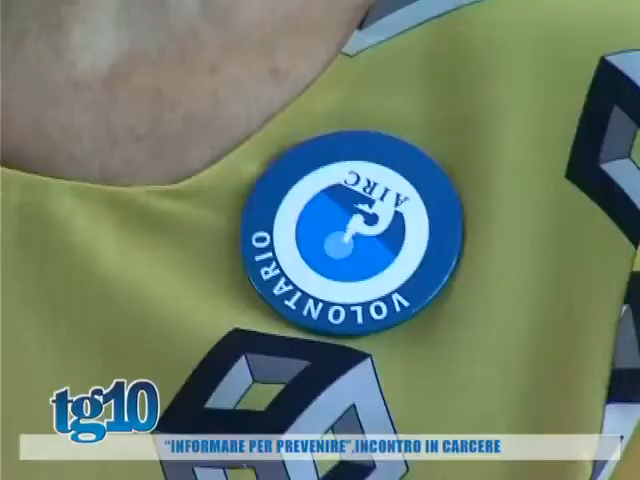 AIRC
VOLONTARIO
tg10
“INFORMARE PER PREVENIRE”,INCONTRO IN CARCERE